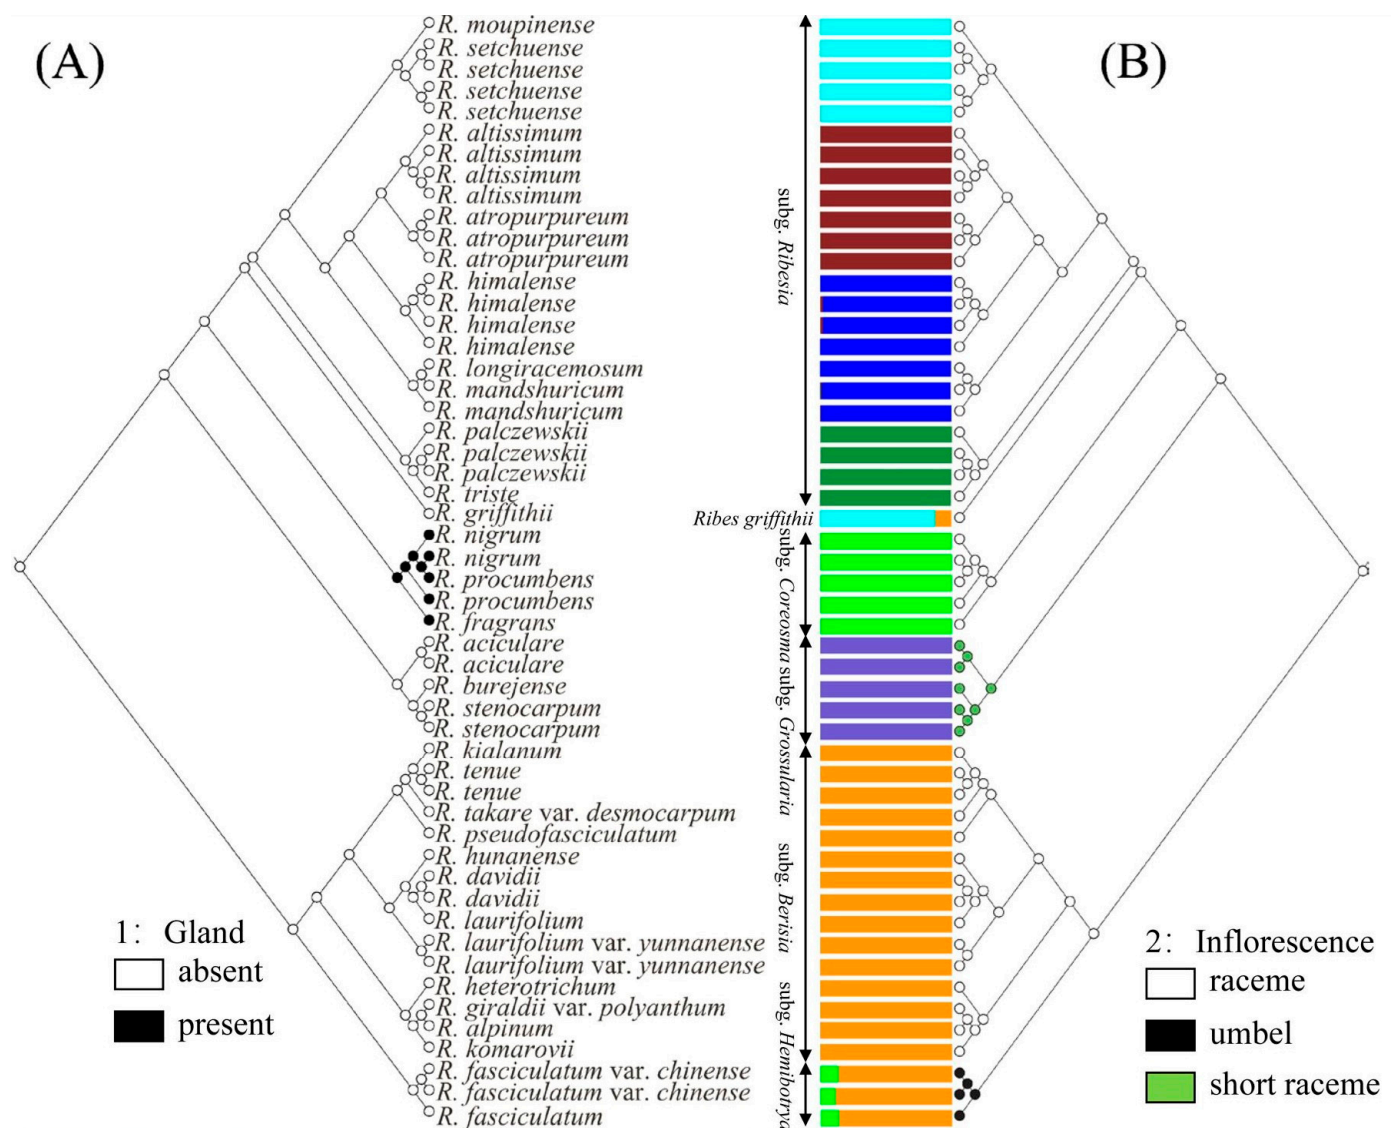 (A)
(B)
R. moupinense
R. setchuense
R. setchuense
R. setchuense
R. setchuense
R. altissimum
R. altissimum
R. altissimum
R. altissimum
R. atropurpureum
R. atropurpureum
R. atropurpureum
R. himalense
R. himalense
R. himalense
R. himalense
R. longiracemosum
R. mandshuricum
R. mandshuricum
R. palczewskii
R. palczewskii
R. palczewskii
R. triste
R. griffithii
R. nigrum
R. nigrum
R. procumbens
R. procumbens
R. fragrans
R. aciculare
R. aciculare
R. burejense
R. stenocarpum
R. stenocarpum
R. kialanum
R. tenue
R. tenue
R. takare var. desmocarpum
R. pseudofasciculatum
R. hunanense
R. davidii
R. davidii
R. laurifolium
R. laurifolium var. yunnanense
R. laurifolium var. yunnanense
R. heterotrichum
R. giraldii var. polyanthum
R. alpinum
R. komarovii
R. fasciculatum var. chinense
R. fasciculatum var. chinense
R. fasciculatum
subg. Ribesia
Ribes griffithii
subg. Coreosma
subg. Grossularia
subg. Berisia
subg. Hemibotrya
1: Gland
absent
present
2: Inflorescence
raceme
umbel
short raceme